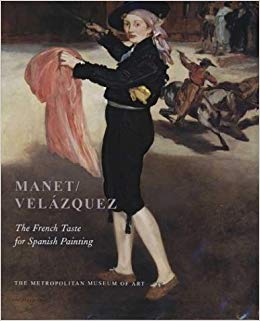 MANET/
VELÁZQUEZ
The French Taste
for Spanish Painting
THE METROPOLITAN MUSEUM OF ART